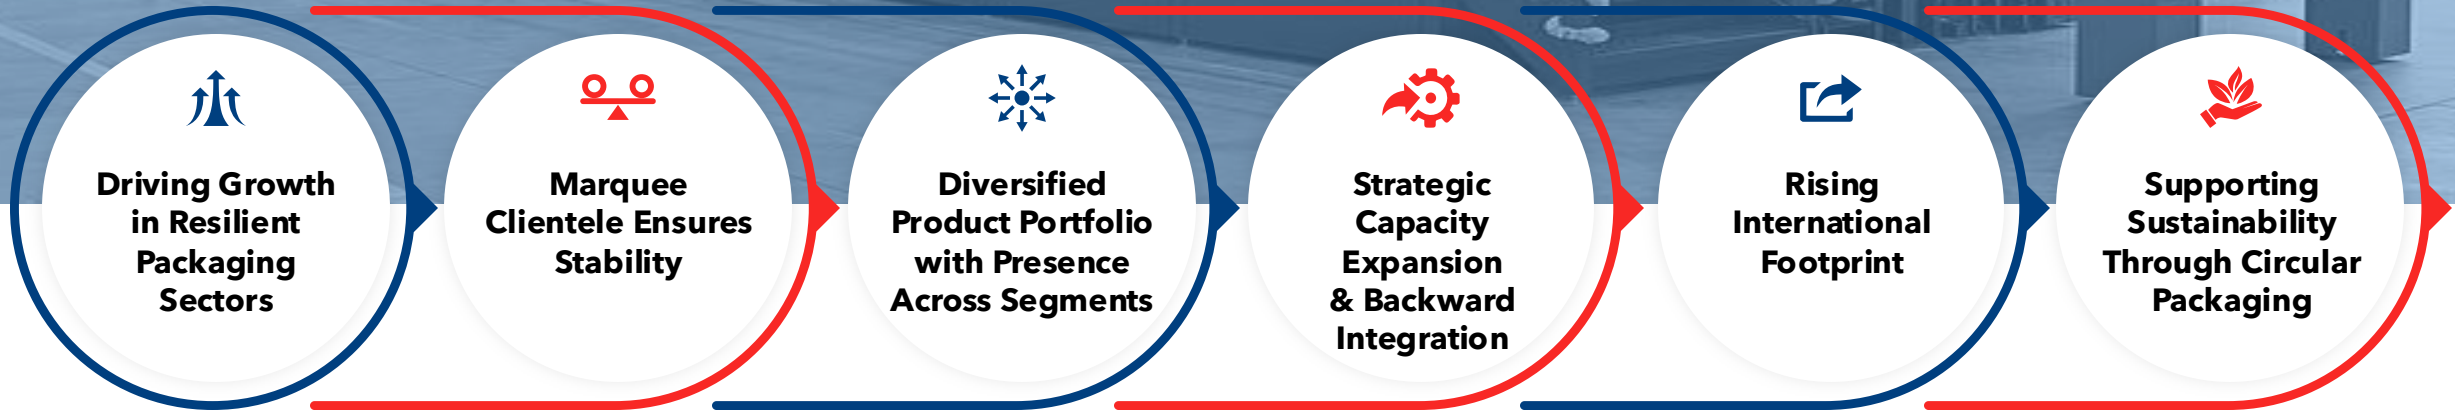 Driving Growth
in Resilient
Packaging
Sectors
Marquee
Clientele Ensures
Stability
Diversified
Product Portfolio
with Presence
Across Segments
Strategic
Capacity
Expansion
& Backward
Integration
Rising
International
Footprint
Supporting
Sustainability
Through Circular
Packaging